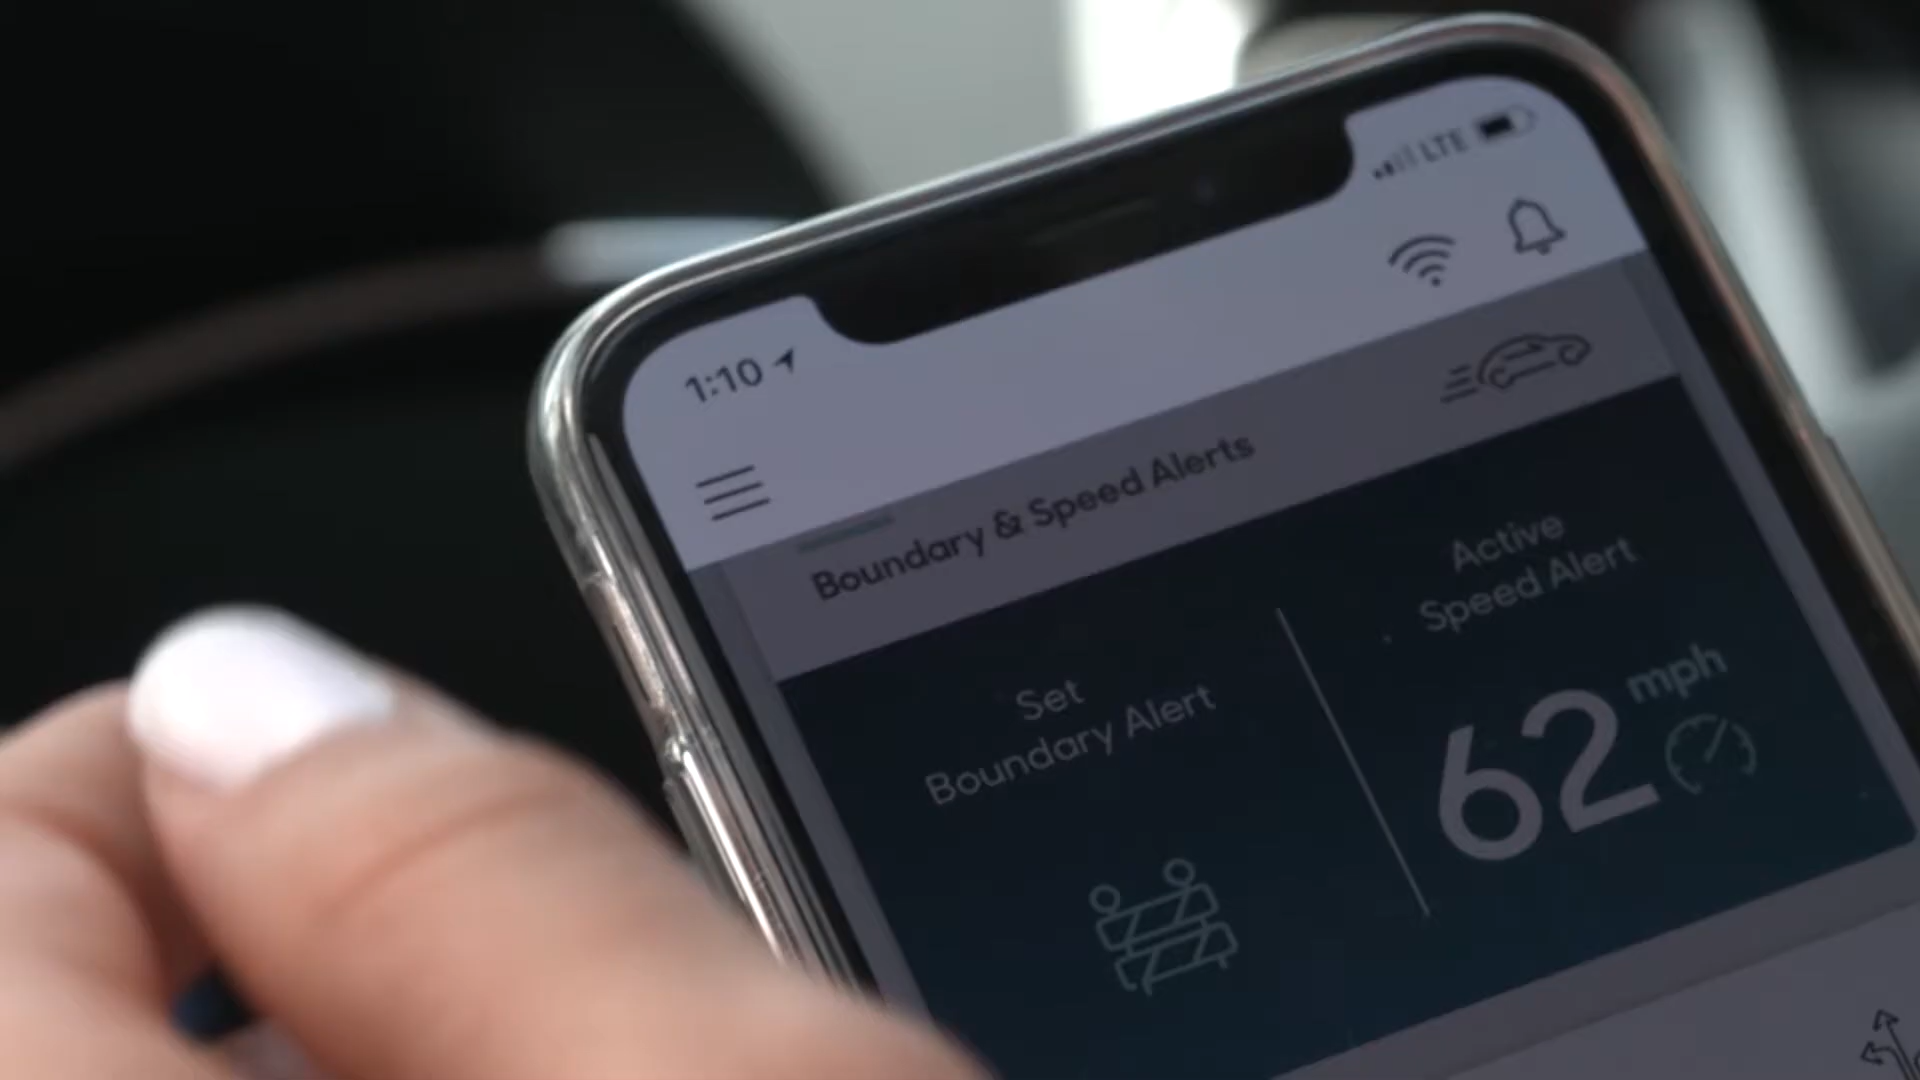 1:10
LTE
Boundary & Speed Alerts
Set
Boundary Alert
Active
Speed Alert
62 mph